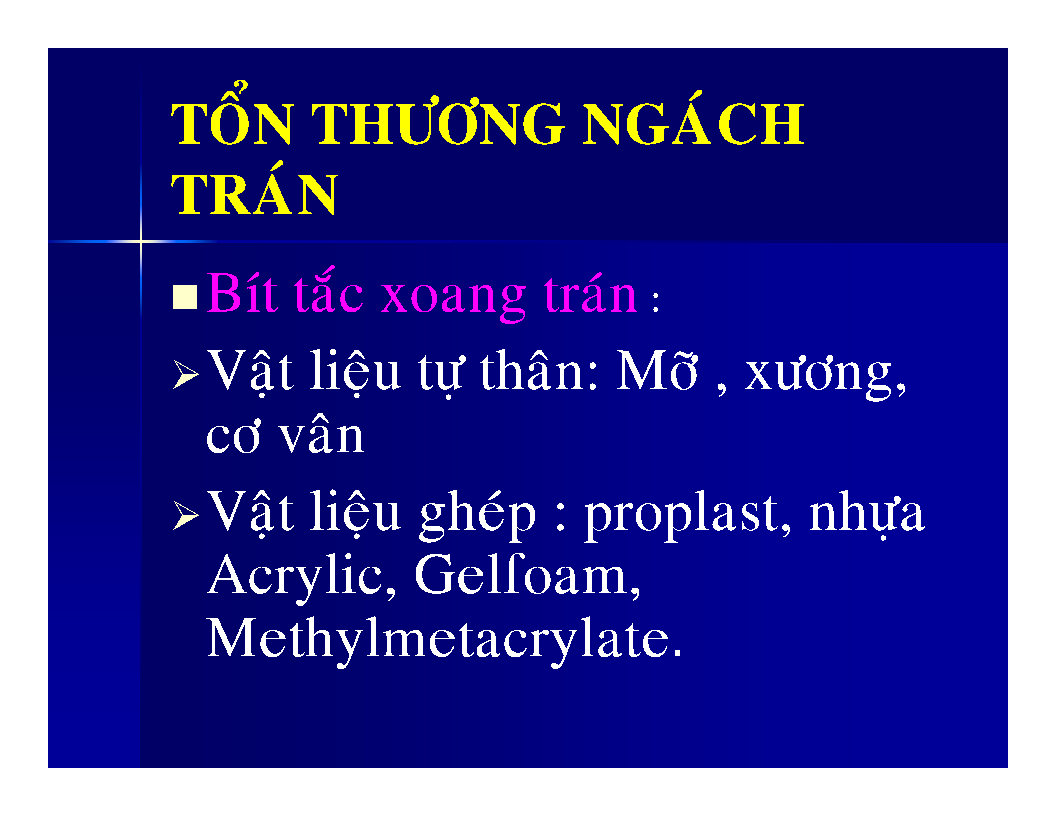 TỔN THƯƠNG NGÁCH
TRÁN
Bít tắc xoang trán :
Vật liệu tự thân: Mỡ , xương,
cơ vân
Vật liệu ghép : proplast, nhựa
Acrylic, Gelfoam,
Methylmetacrylate.